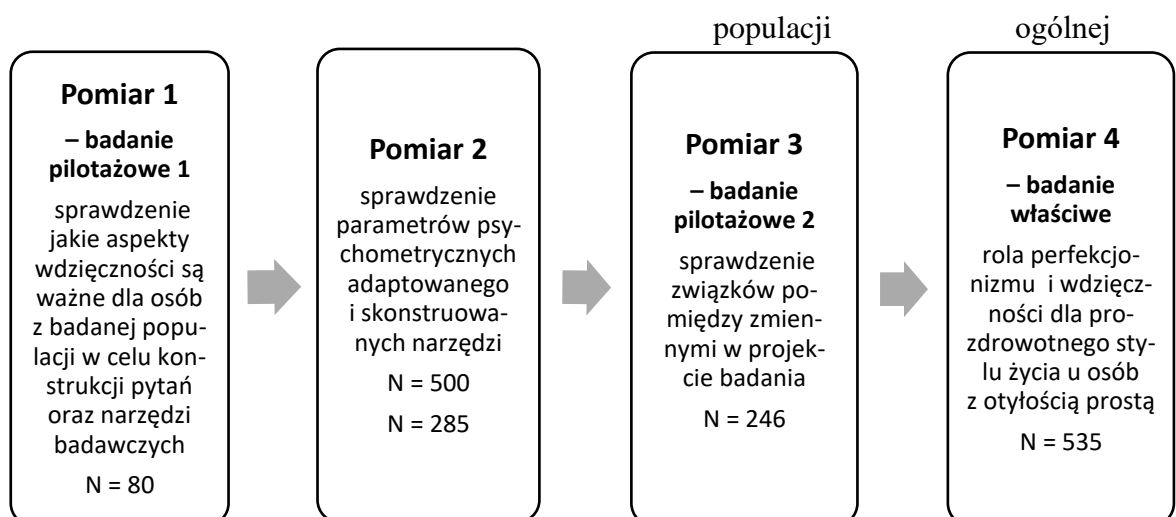 populacji ogólnej
Pomiar 1
– badanie
pilotażowe 1
sprawdzenie
jakie aspekty
wdzięczności są
ważne dla osób
z badanej popu-
lacji w celu kon-
strukcji pytań
oraz narzędzi
badawczych
N = 80
Pomiar 2
sprawdzenie
parametrów psy-
chometrycznych
adaptowanego
i skonstruowa-
nych narzędzi
N = 500
N = 285
Pomiar 3
– badanie
pilotażowe 2
sprawdzenie
związków po-
między zmien-
nymi w projek-
cie badania
N = 246
Pomiar 4
– badanie
właściwe
rola perfekcjo-
nizmu i wdzięcz-
ności dla pro-
zdrowotnego sty-
lu życia u osób
z otyłością prostą
N = 535